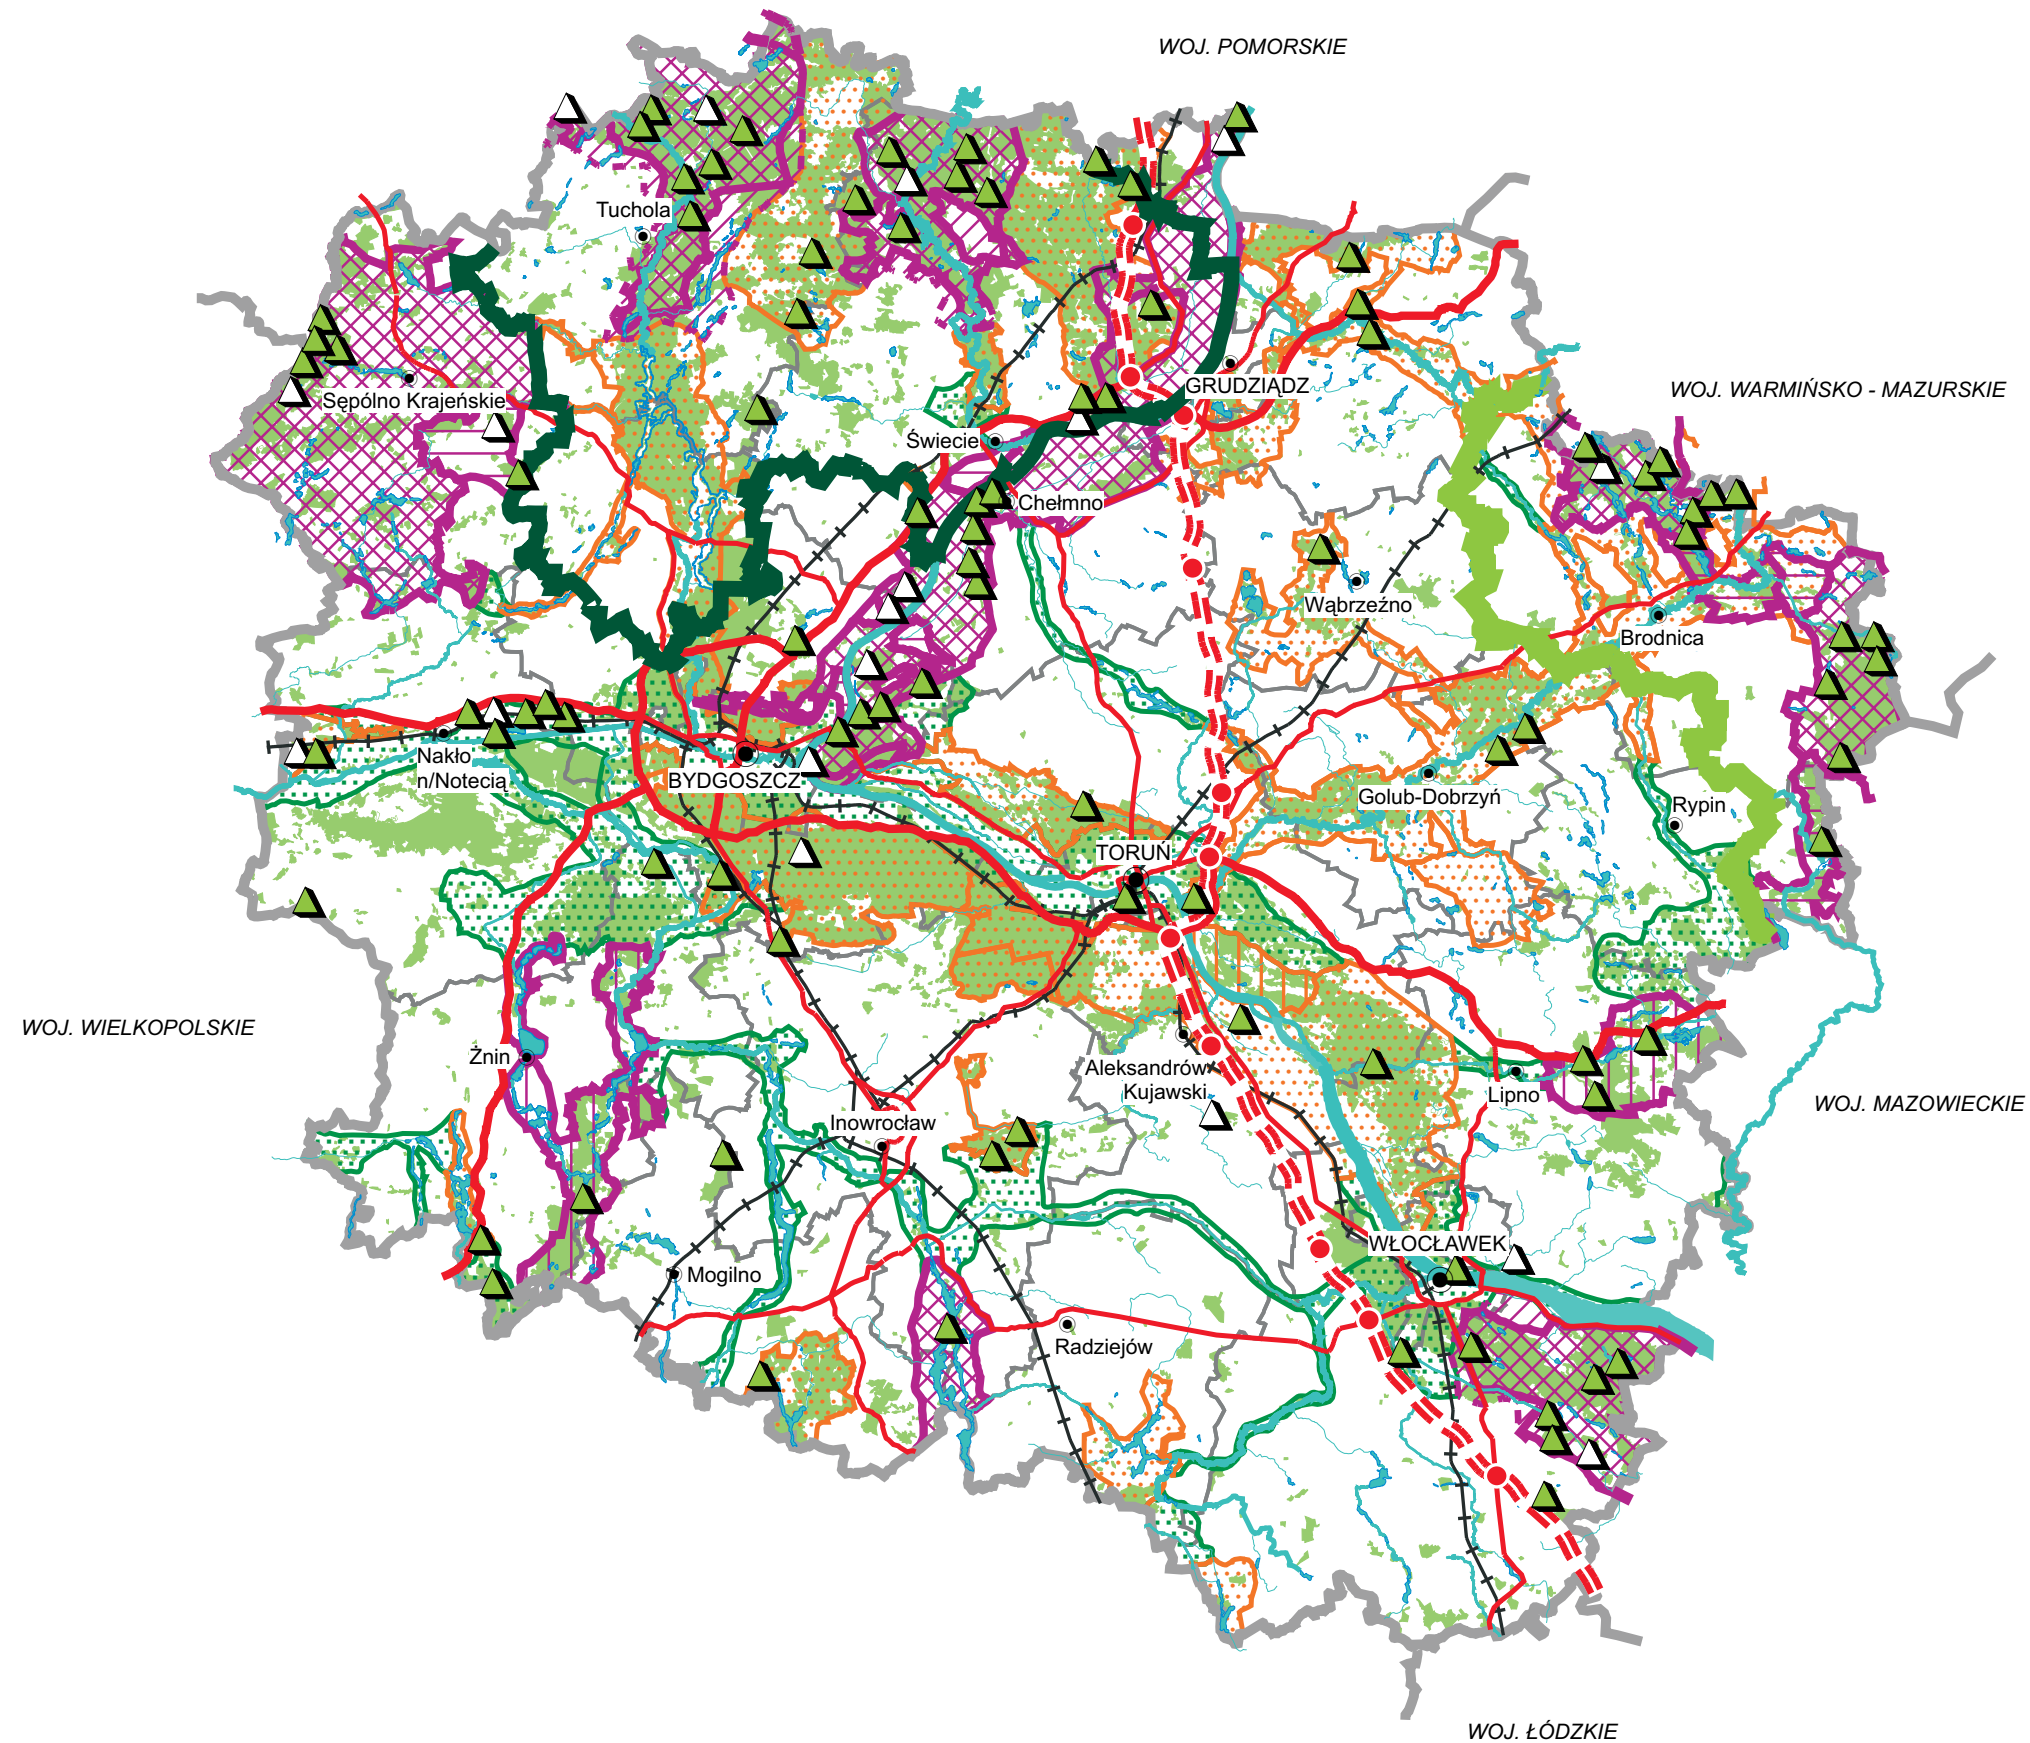 WOJ. POMORSKIE
Tuchola
GRUDZIĄDZ
WOJ. WARMIŃSKO - MAZURSKIE
Sępólno Krajeńskie
Świecie
Chełmno
Wąbrzeźno
Brodnica
Nakło
n/Notecią
BYDGOSZCZ
Golub-Dobrzyń
Rypin
TORUŃ
WOJ. WIELKOPOLSKIE
Żnin
Aleksandrów
Kujawski
Lipno
WOJ. MAZOWIECKIE
Inowrocław
WŁOCŁAWEK
Mogilno
Radziejów
WOJ. ŁÓDZKIE